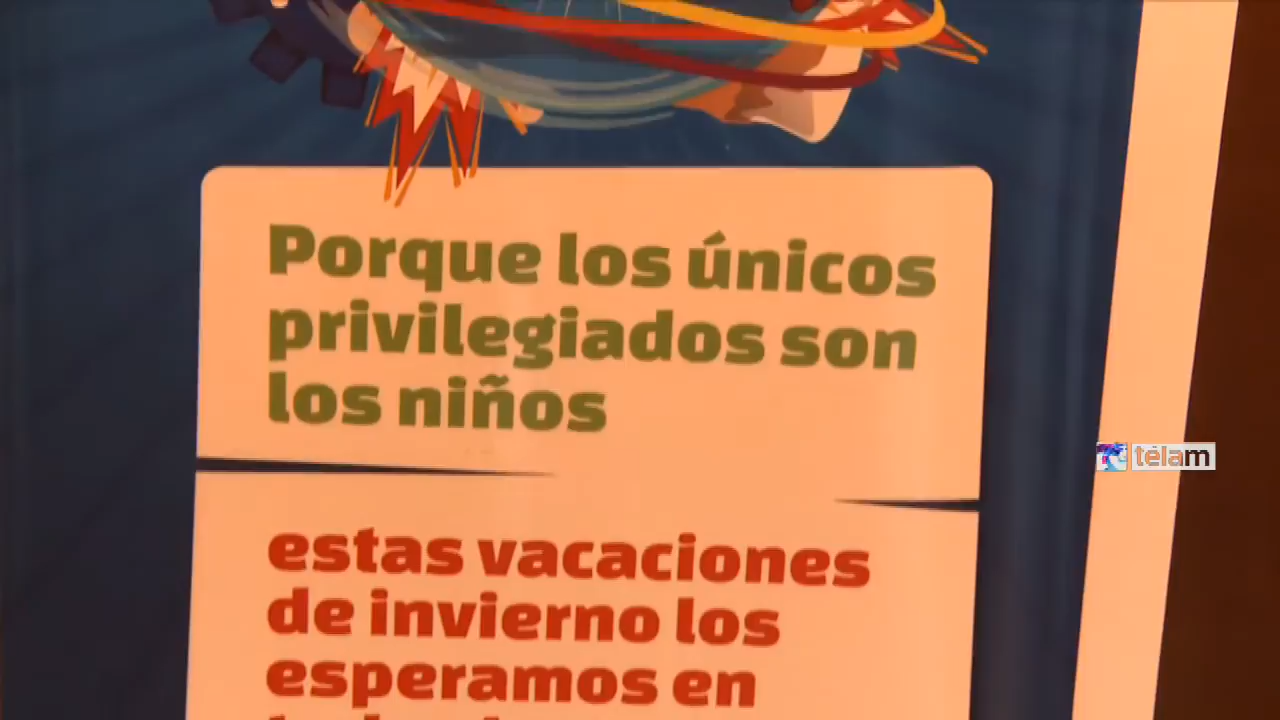 Porque los únicos
privilegiados son
los niños
estas vacaciones
de invierno los
esperamos en
télam